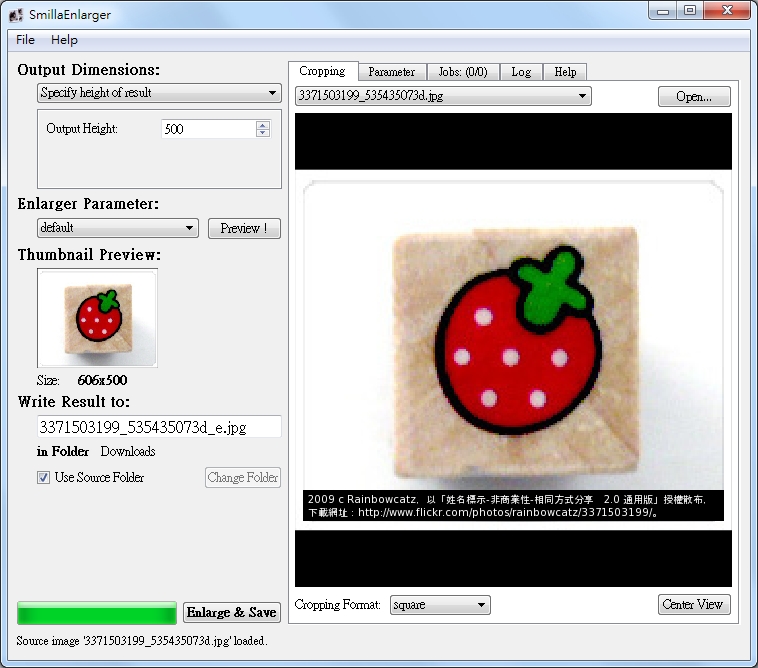 SmillaEnlarger
File Help
Output Dimensions:
Specify height of result
Output Height: 500
Enlarger Parameter:
default Preview !
Thumbnail Preview:
Size: 606x500
Write Result to:
3371503199_535435073d_e.jpg
in Folder Downloads
Use Source Folder Change Folder
Enlarge & Save
Source image '3371503199_535435073d.jpg' loaded.
Cropping Parameter Jobs: (0/0) Log Help
3371503199_535435073d.jpg Open...
2009 c Rainbowcatz，以「姓名標示-非商業性-相同方式分享 2.0 通用版」授權散布，
下載網址：http://www.flickr.com/photos/rainbowcatz/3371503199/。
Cropping Format: square Center View